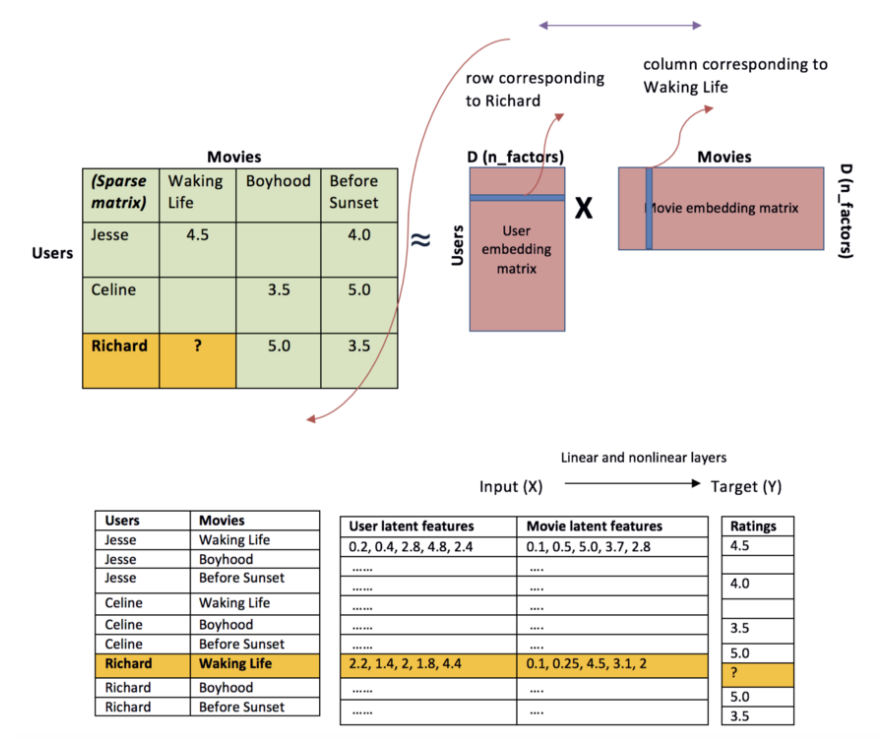 row corresponding
to Richard
column corresponding to
Waking Life
Movies
(Sparse matrix) Waking Life Boyhood Before Sunset
Users
Jesse 4.5 4.0
Celine 3.5 5.0
Richard ? 5.0 3.5
≈
D (n_factors)
Users
User
embedding
matrix
X
Movies
Movie embedding matrix
D (n_factors)
Linear and nonlinear layers
Input (X) Target (Y)
Users Movies
Jesse Waking Life
Jesse Boyhood
Jesse Before Sunset
Celine Waking Life
Celine Boyhood
Celine Before Sunset
Richard Waking Life
Richard Boyhood
Richard Before Sunset
User latent features Movie latent features
0.2, 0.4, 2.8, 4.8, 2.4 0.1, 0.5, 5.0, 3.7, 2.8
...... ....
...... ....
...... ....
...... ....
...... ....
2.2, 1.4, 2, 1.8, 4.4 0.1, 0.25, 4.5, 3.1, 2
...... ....
...... ....
Ratings
4.5
4.0
3.5
5.0
?
5.0
3.5